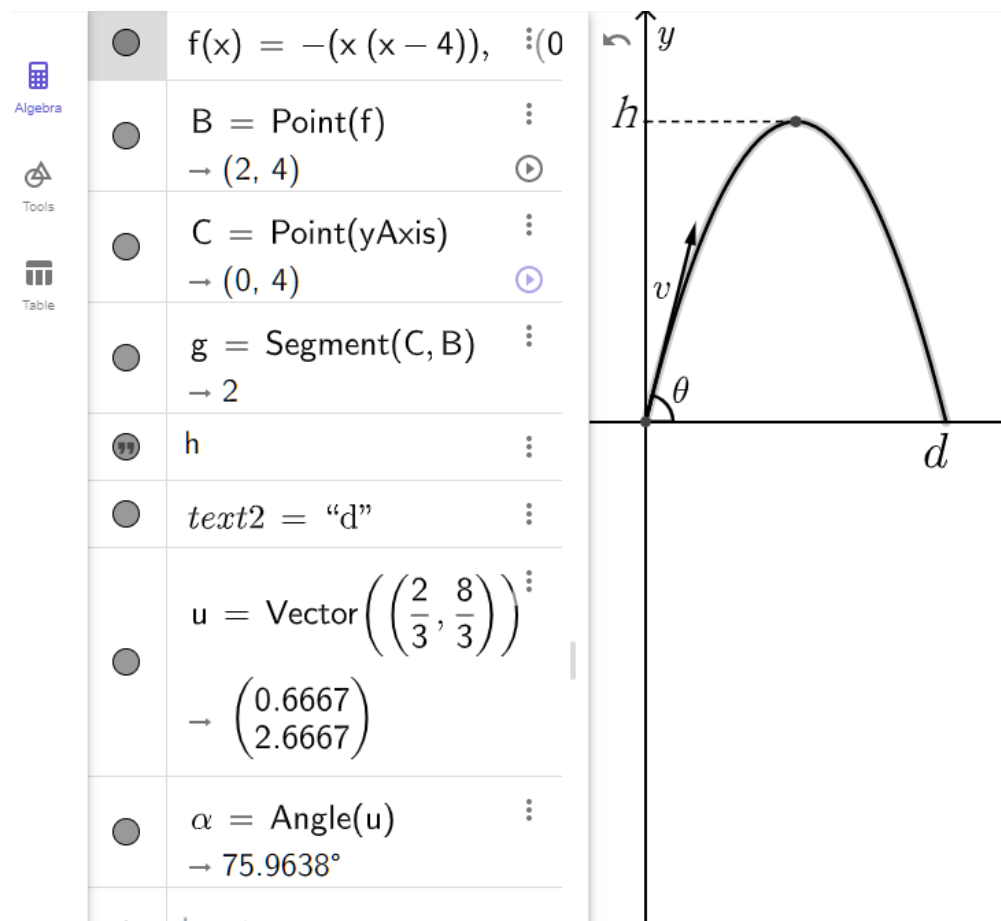 Algebra
Tools
Table
f(x) = −(x (x − 4)), (0
B = Point(f)
→ (2, 4)
C = Point(yAxis)
→ (0, 4)
g = Segment(C, B)
→ 2
h
text2 = “d”
u = Vector((2/3, 8/3))
→ (0.6667
2.6667)
α = Angle(u)
→ 75.9638°
y
h
v
θ
d